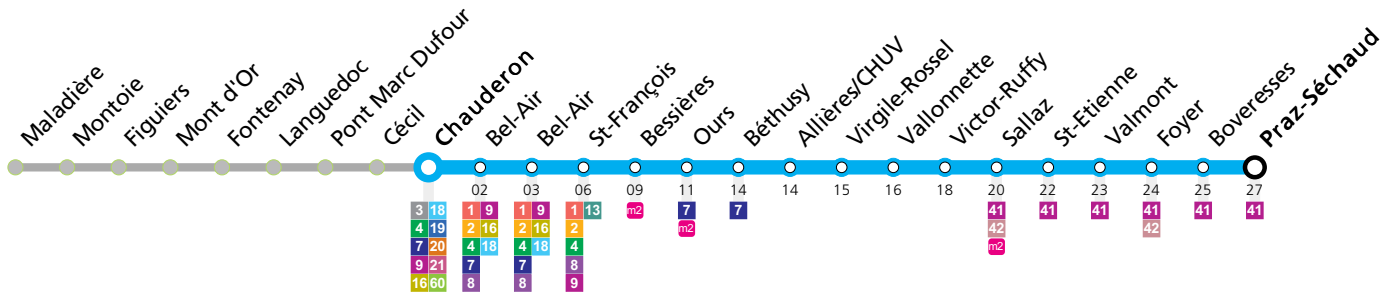 Maladière
Montoie
Figuiers
Mont d'Or
Fontenay
Languedoc
Pont Marc Dufour
Cécil
Chauderon
Bel-Air
Bel-Air
St-François
Bessières
Ours
Béthusy
Allières/CHUV
Virgile-Rossel
Vallonnette
Victor-Ruffy
Sallaz
St-Etienne
Valmont
Foyer
Boveresses
Praz-Séchaud
02 03 06 09 11 14 14 15 16 18 20 22 23 24 25 27
3 18 1 9 1 9 1 13 m2 7 7 41 41 41 41 41 41
4 19 2 16 2 16 2 m2 42 42
7 20 4 18 4 18 4 m2
9 21 7 7 8
16 60 8 8 9